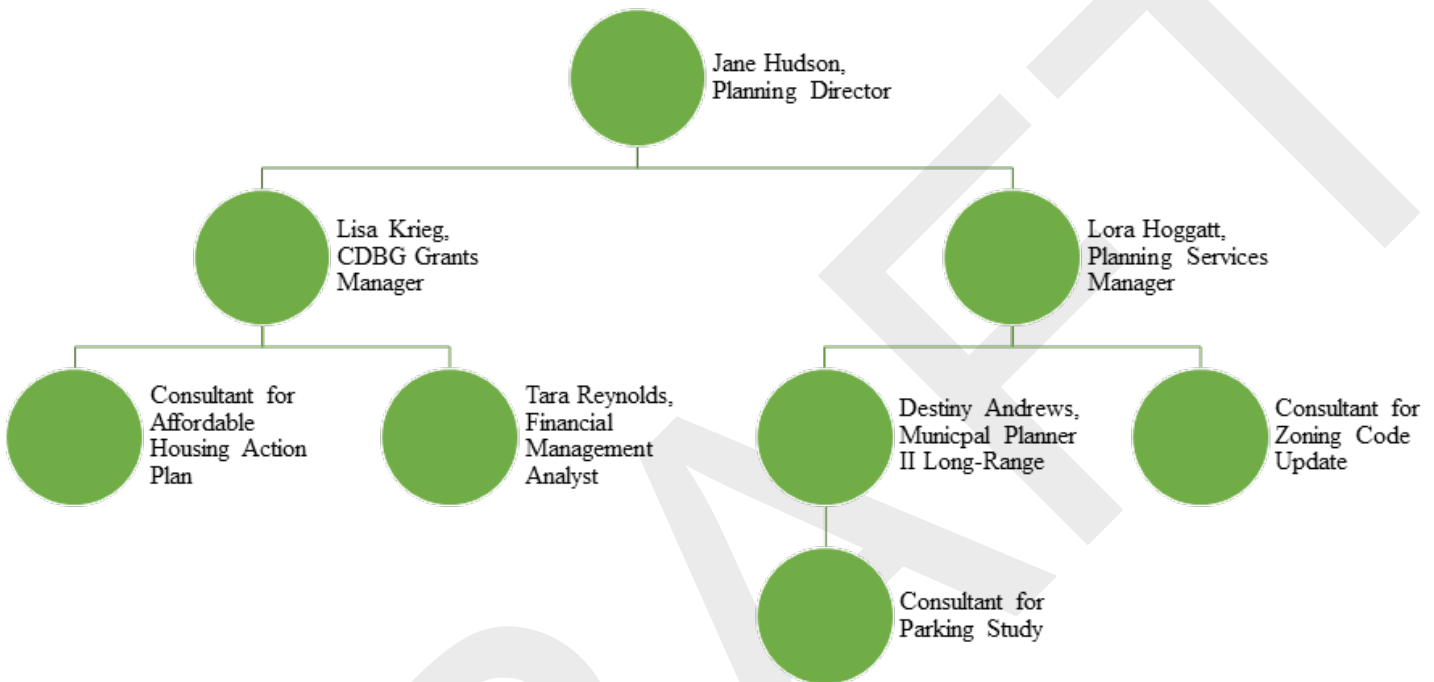 Jane Hudson,
Planning Director
Lisa Krieg,
CDBG Grants
Manager
Lora Hoggatt,
Planning Services
Manager
Consultant for
Affordable
Housing Action
Plan
Tara Reynolds,
Financial
Management
Analyst
Destiny Andrews,
Municpal Planner
II Long-Range
Consultant for
Zoning Code
Update
Consultant for
Parking Study
DRAFT